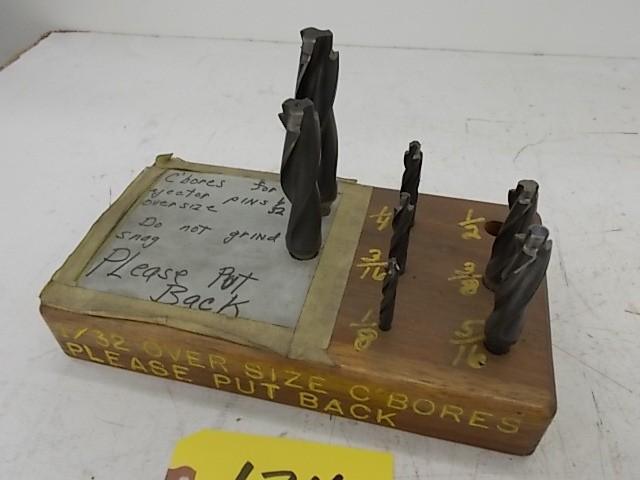 C'bores for
ejector pins 1/32
oversize
Do not grind
snag
PLease Put
Back
1/4
3/16
1/8
1/2
3/8
5/16
1/32 OVER SIZE C'BORES
PLEASE PUT BACK